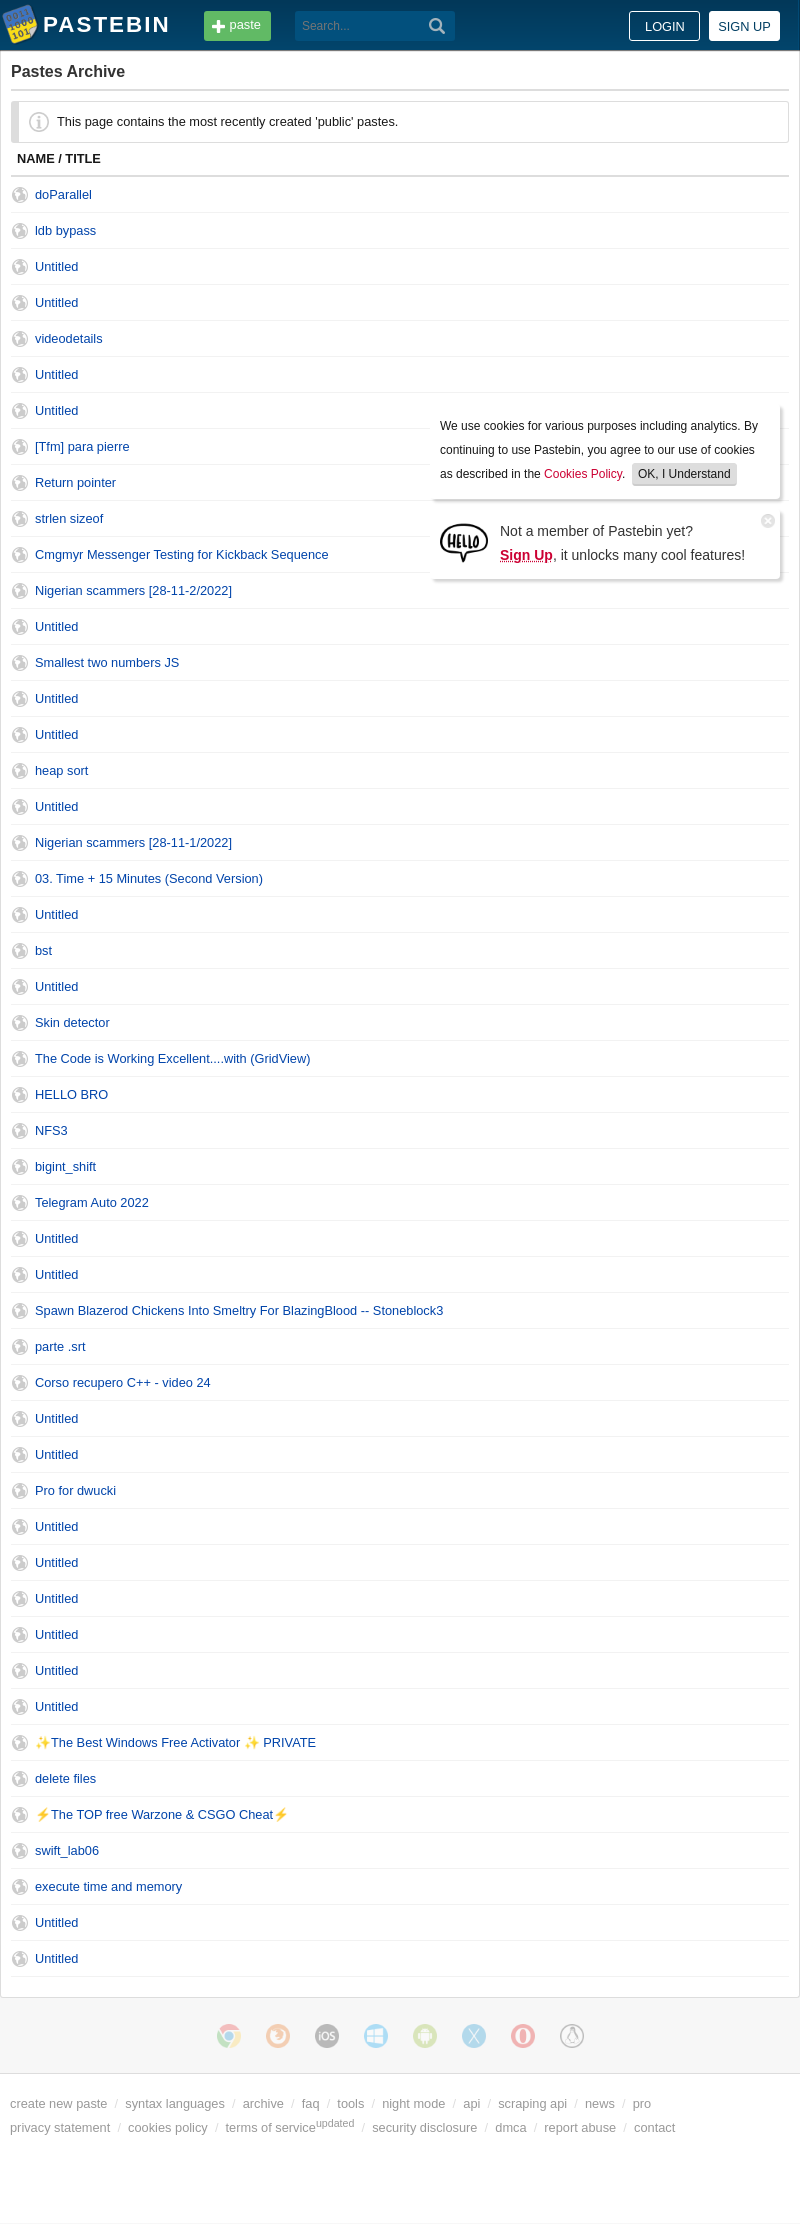 PASTEBIN paste Search... LOGIN SIGN UP
Pastes Archive
This page contains the most recently created 'public' pastes.
NAME / TITLE
doParallel
ldb bypass
Untitled
Untitled
videodetails
Untitled
Untitled
[Tfm] para pierre
Return pointer
strlen sizeof
Cmgmyr Messenger Testing for Kickback Sequence
Nigerian scammers [28-11-2/2022]
We use cookies for various purposes including analytics. By
continuing to use Pastebin, you agree to our use of cookies
as described in the Cookies Policy. OK, I Understand
HELLO
Not a member of Pastebin yet?
Sign Up, it unlocks many cool features!
Untitled
Smallest two numbers JS
Untitled
Untitled
heap sort
Untitled
Nigerian scammers [28-11-1/2022]
03. Time + 15 Minutes (Second Version)
Untitled
bst
Untitled
Skin detector
The Code is Working Excellent....with (GridView)
HELLO BRO
NFS3
bigint_shift
Telegram Auto 2022
Untitled
Untitled
Spawn Blazerod Chickens Into Smeltry For BlazingBlood -- Stoneblock3
parte .srt
Corso recupero C++ - video 24
Untitled
Untitled
Pro for dwucki
Untitled
Untitled
Untitled
Untitled
Untitled
Untitled
✨The Best Windows Free Activator ✨ PRIVATE
delete files
⚡The TOP free Warzone & CSGO Cheat⚡
swift_lab06
execute time and memory
Untitled
Untitled
iOS
create new paste / syntax languages / archive / faq / tools / night mode / api / scraping api / news / pro
privacy statement / cookies policy / terms of service updated / security disclosure / dmca / report abuse / contact